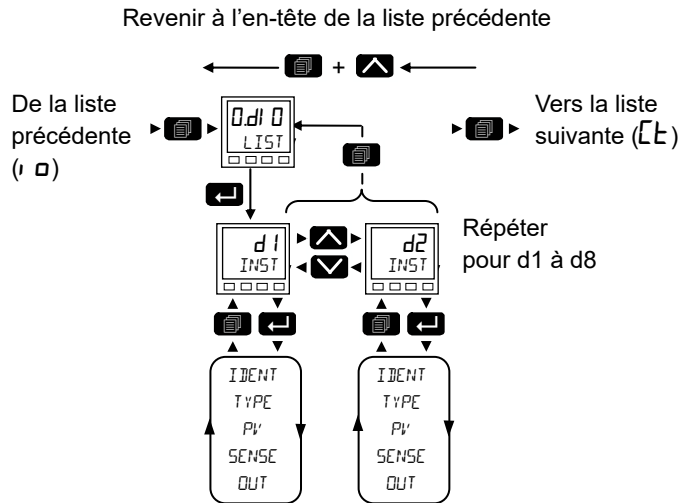 Revenir à l’en-tête de la liste précédente
+
De la liste
précédente
(i o)
O.dI O
LIST
Vers la liste
suivante (Ct)
d1
INST
d2
INST
Répéter
pour d1 à d8
IDENT
TYPE
PV
SENSE
OUT
IDENT
TYPE
PV
SENSE
OUT